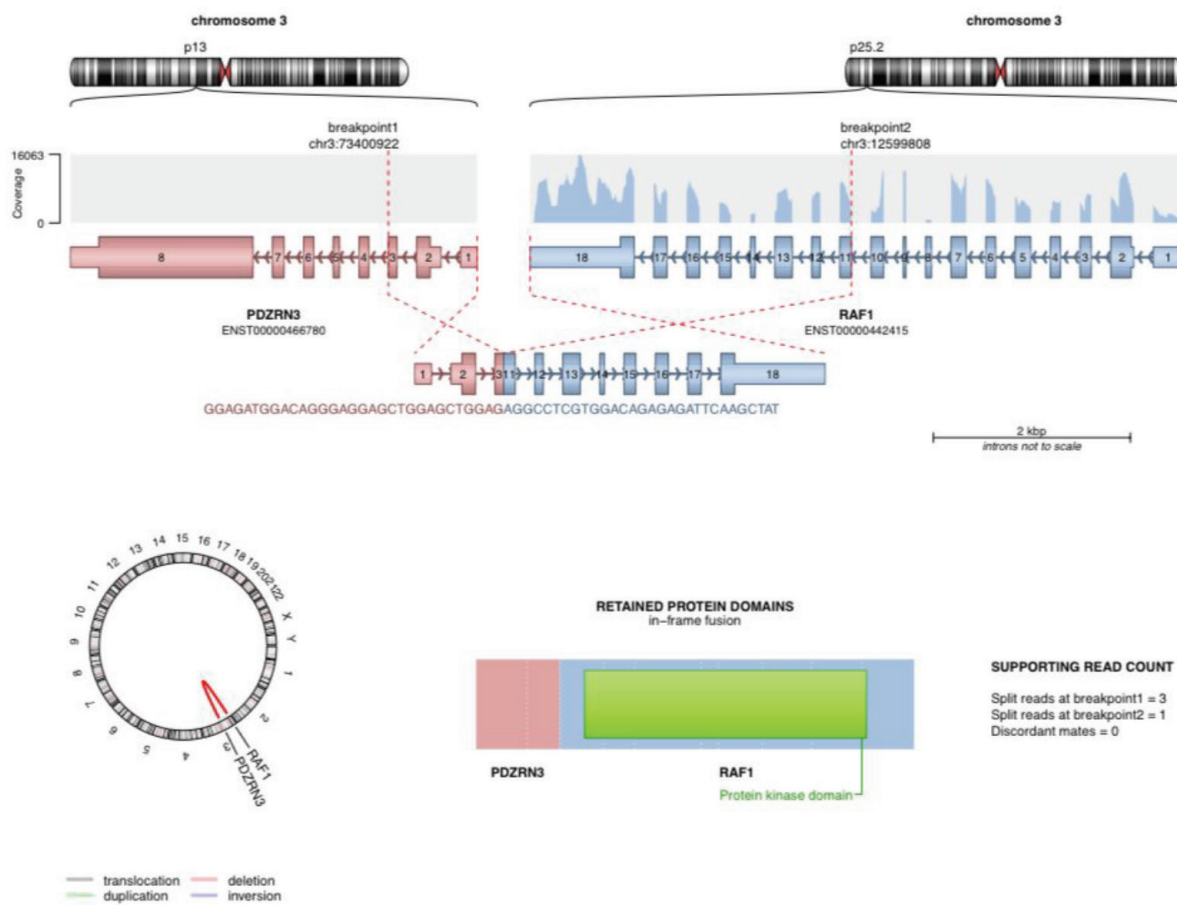 chromosome 3
chromosome 3
p13
p25.2
breakpoint1
chr3:73400922
breakpoint2
chr3:12599808
16063
Coverage
0
8 7 6 5 4 3 2 1
18 17 16 15 14 13 12 11 10 9 8 7 6 5 4 3 2 1
PDZRN3
ENST00000466780
RAF1
ENST00000442415
1 2 3 11 12 13 14 15 16 17 18
GGAGATGGACAGGGAGGAGCTGGAGCTGGAGAGGCCTCGTGGACAGAGAGATTCAAGCTAT
2 kbp
introns not to scale
1
2
3
4
5
6
7
8
9
10
11
12
13
14
15
16
17
18
19
20
21
22
X
Y
RAF1
PDZRN3
RETAINED PROTEIN DOMAINS
in-frame fusion
PDZRN3
RAF1
Protein kinase domain
SUPPORTING READ COUNT
Split reads at breakpoint1 = 3
Split reads at breakpoint2 = 1
Discordant mates = 0
translocation
deletion
duplication
inversion